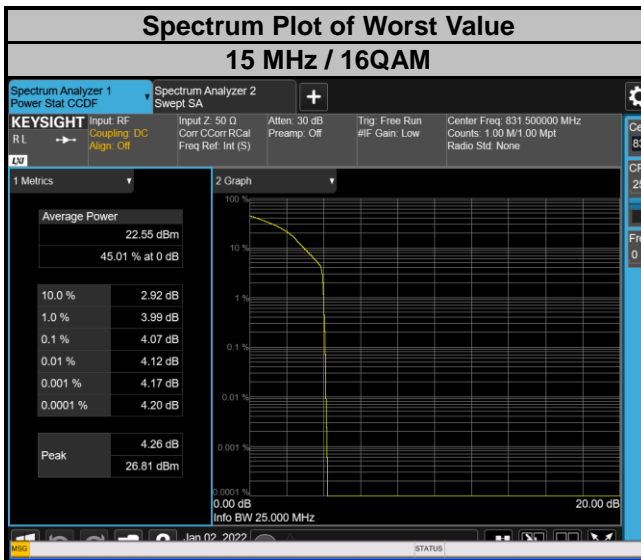 Spectrum Plot of Worst Value
15 MHz / 16QAM
Spectrum Analyzer 1
Power Stat CCDF
Spectrum Analyzer 2
Swept SA
+
KEYSIGHT
RL
LXI
Input: RF
Coupling: DC
Align: Off
Input Z: 50 Ω
Corr CCorr RCal
Freq Ref: Int (S)
Atten: 30 dB
Preamp: Off
Trig: Free Run
#IF Gain: Low
Center Freq: 831.500000 MHz
Counts: 1.00 M/1.00 Mpt
Radio Std: None
1 Metrics
Average Power
22.55 dBm
45.01 % at 0 dB
10.0 % 2.92 dB
1.0 % 3.99 dB
0.1 % 4.07 dB
0.01 % 4.12 dB
0.001 % 4.17 dB
0.0001 % 4.20 dB
Peak
4.26 dB
26.81 dBm
2 Graph
100 %
10 %
1 %
0.1 %
0.01 %
0.001 %
0.0001 %
0.00 dB
20.00 dB
Info BW 25.000 MHz
Jan 02, 2022
MSG
STATUS